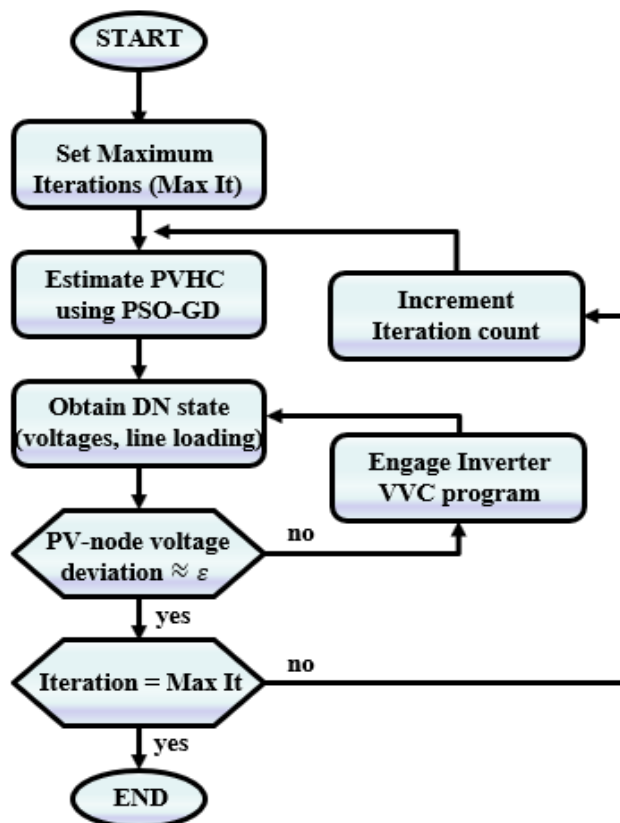 START
Set Maximum
Iterations (Max It)
Estimate PVHC
using PSO-GD
Increment
Iteration count
Obtain DN state
(voltages, line loading)
Engage Inverter
VVC program
PV-node voltage
deviation ≈ ε
no
yes
Iteration = Max It
no
yes
END